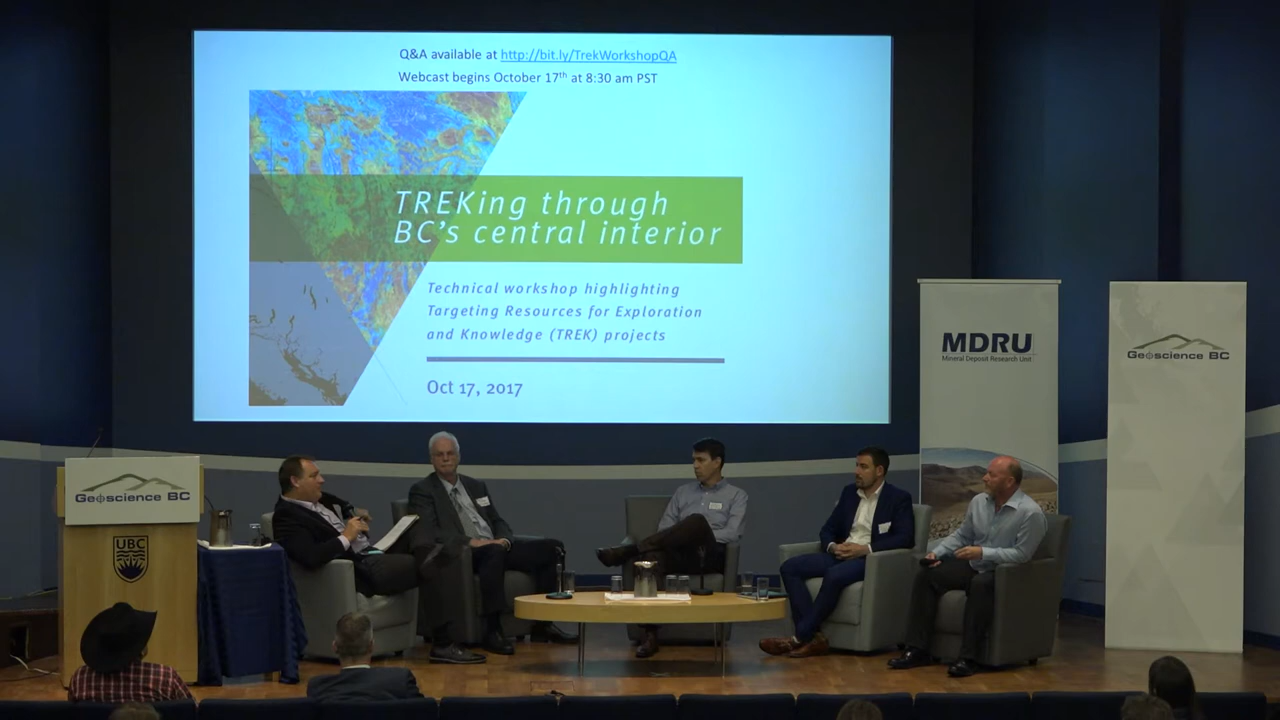 Q&A available at http://bit.ly/TrekWorkshopQA
Webcast begins October 17th at 8:30 am PST
TREKing through
BC's central interior
Technical workshop highlighting
Targeting Resources for Exploration
and Knowledge (TREK) projects
Oct 17, 2017
MDRU
Mineral Deposit Research Unit
Geoscience BC
Geoscience BC
UBC